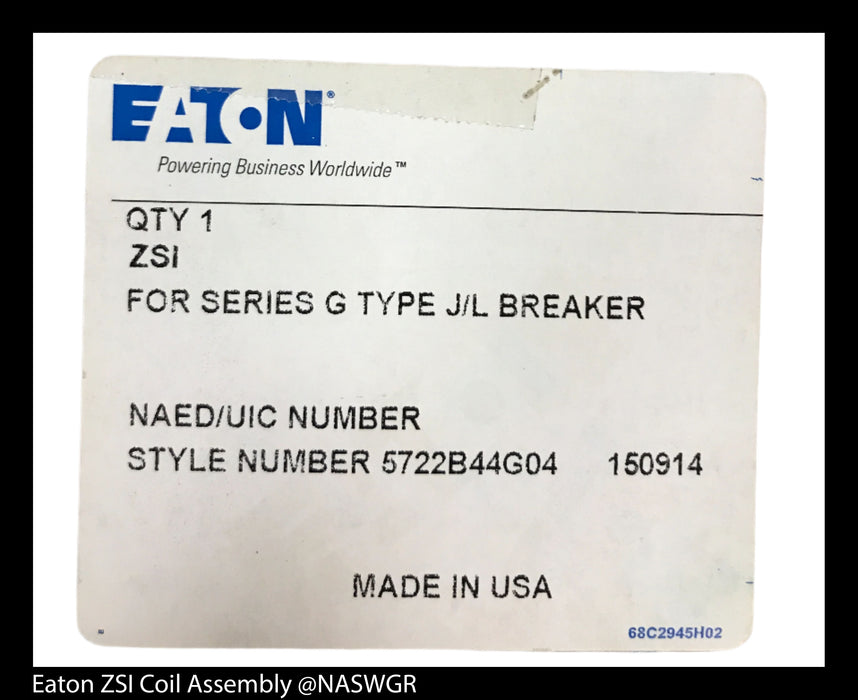 EATON®
Powering Business Worldwide™
QTY 1
ZSI
FOR SERIES G TYPE J/L BREAKER
NAED/UIC NUMBER
STYLE NUMBER 5722B44G04 150914
MADE IN USA
68C2945H02
Eaton ZSI Coil Assembly @NASWGR